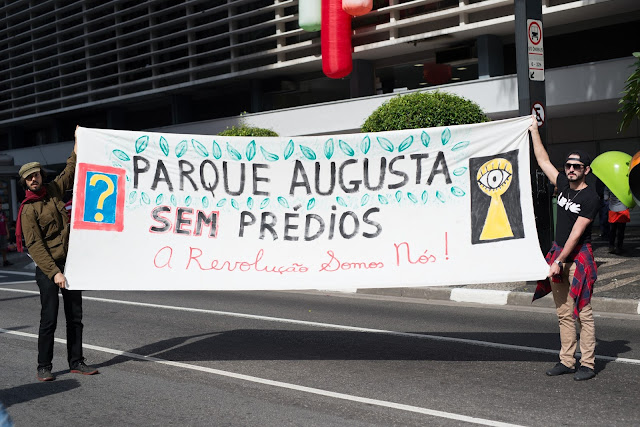 PARQUE AUGUSTA
SEM PRÉDIOS
A Revolução Somos Nós!
?